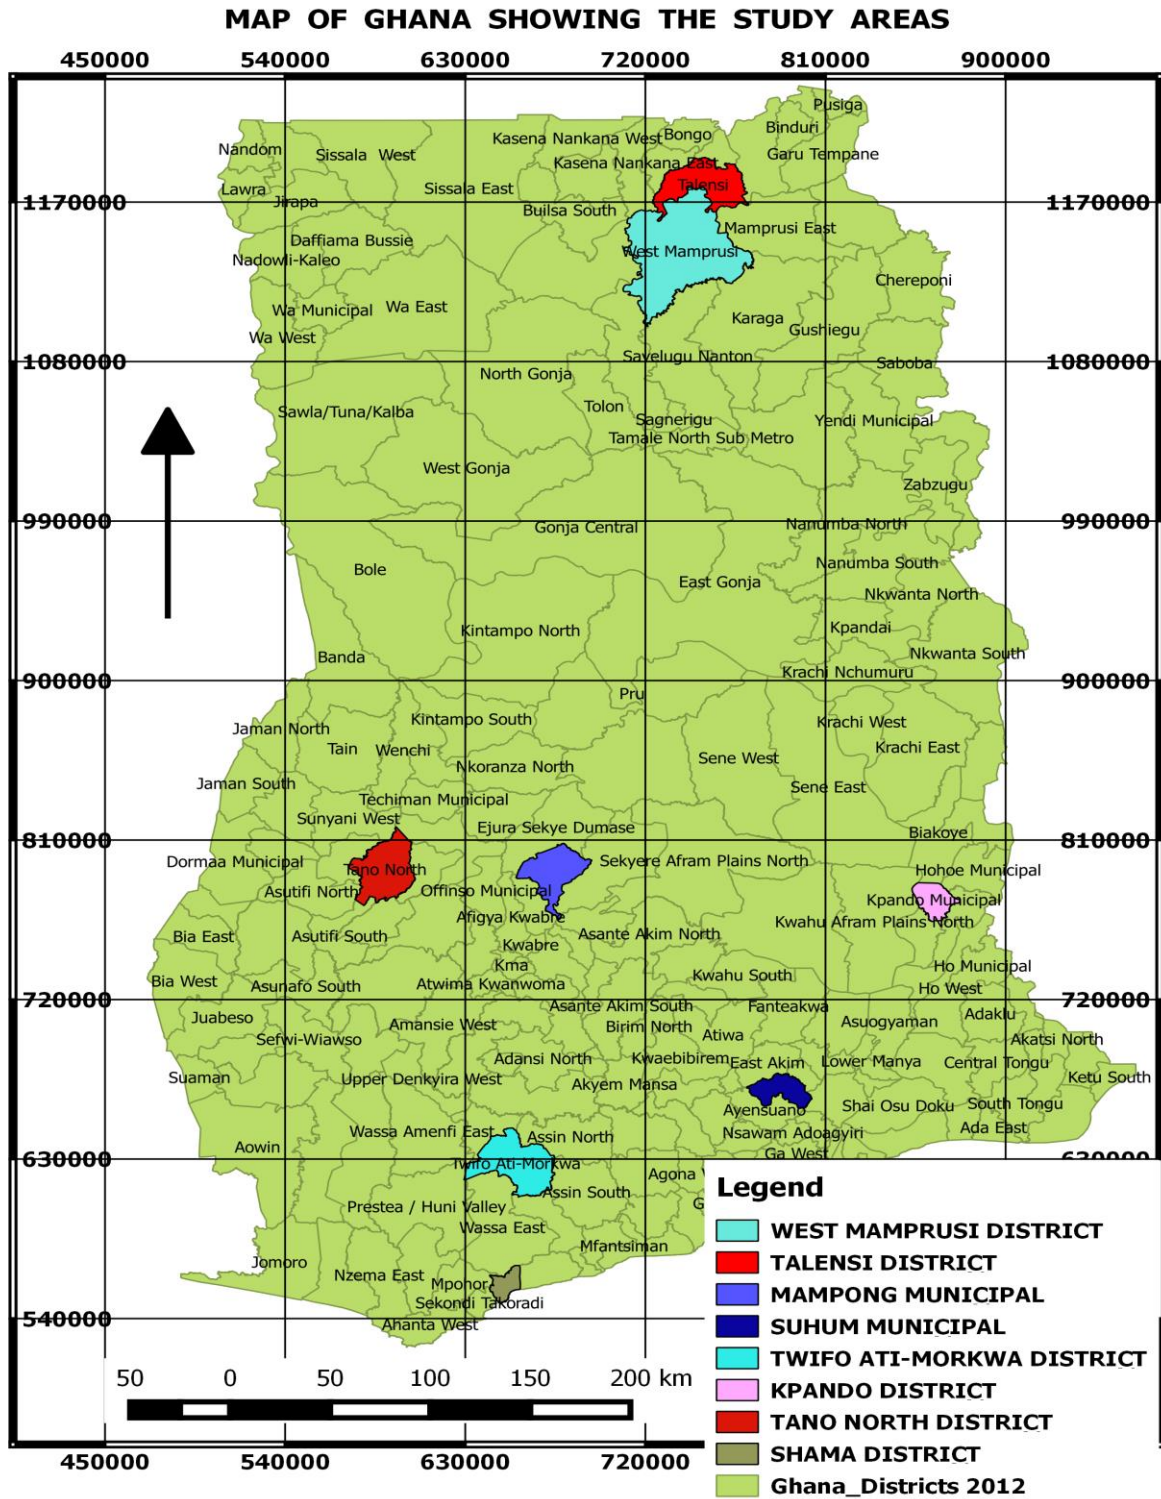 MAP OF GHANA SHOWING THE STUDY AREAS
450000 540000 630000 720000 810000 900000
Pusiga
Binduri
Bongo
Kasena Nankana West
Nandom
Sissala West
Garu Tempane
Kasena Nankana East
Talensi
Lawra
Sissala East
Jirapa
1170000 1170000
Builsa South
Mamprusi East
Daffiama Bussie
West Mamprusi
Nadowli-Kaleo
Chereponi
Wa East
Wa Municipal
Karaga
Gushiegu
Wa West
Savelugu Nanton
1080000 1080000
Saboba
North Gonja
Tolon
Sawla/Tuna/Kalba
Sagnerigu
Yendi Municipal
Tamale North Sub Metro
West Gonja
Zabzugu
990000 990000
Nanumba North
Gonja Central
Nanumba South
Bole
East Gonja
Nkwanta North
Kpandai
Kintampo North
Nkwanta South
Banda
Krachi Nchumuru
900000 900000
Pru
Kintampo South
Krachi West
Jaman North
Tain
Wenchi
Krachi East
Sene West
Nkoranza North
Jaman South
Sene East
Techiman Municipal
Sunyani West
Ejura Sekye Dumase
Biakoye
810000 810000
Dormaa Municipal
Sekyere Afram Plains North
Tano North
Hohoe Municipal
Asutifi North
Offinso Municipal
Kpando Municipal
Afigya Kwabre
Kwahu Afram Plains North
Bia East
Asutifi South
Asante Akim North
Kwabre
Kma
Ho Municipal
Bia West
Asunafo South
Atwima Kwanwoma
Kwahu South
Ho West
720000 720000
Asante Akim South
Fanteakwa
Juabeso
Amansie West
Birim North
Asuogyaman
Adaklu
Sefwi-Wiawso
Atiwa
Akatsi North
Adansi North
Kwaebibirem
East Akim
Lower Manya
Central Tongu
Suaman
Upper Denkyira West
Akyem Mansa
Ketu South
Ayensuano
Shai Osu Doku
South Tongu
Wassa Amenfi East
Assin North
Nsawam Adoagyiri
Ada East
Aowin
Ga West
630000 630000
Twifo Ati-Morkwa
Agona
Assin South
Prestea / Huni Valley
Wassa East
Mfantsiman
Jomoro
Nzema East
Mpohor
Sekondi Takoradi
540000
Ahanta West
Legend
WEST MAMPRUSI DISTRICT
TALENSI DISTRICT
MAMPONG MUNICIPAL
SUHUM MUNICIPAL
TWIFO ATI-MORKWA DISTRICT
KPANDO DISTRICT
TANO NORTH DISTRICT
SHAMA DISTRICT
Ghana_Districts 2012
50 0 50 100 150 200 km
450000 540000 630000 720000